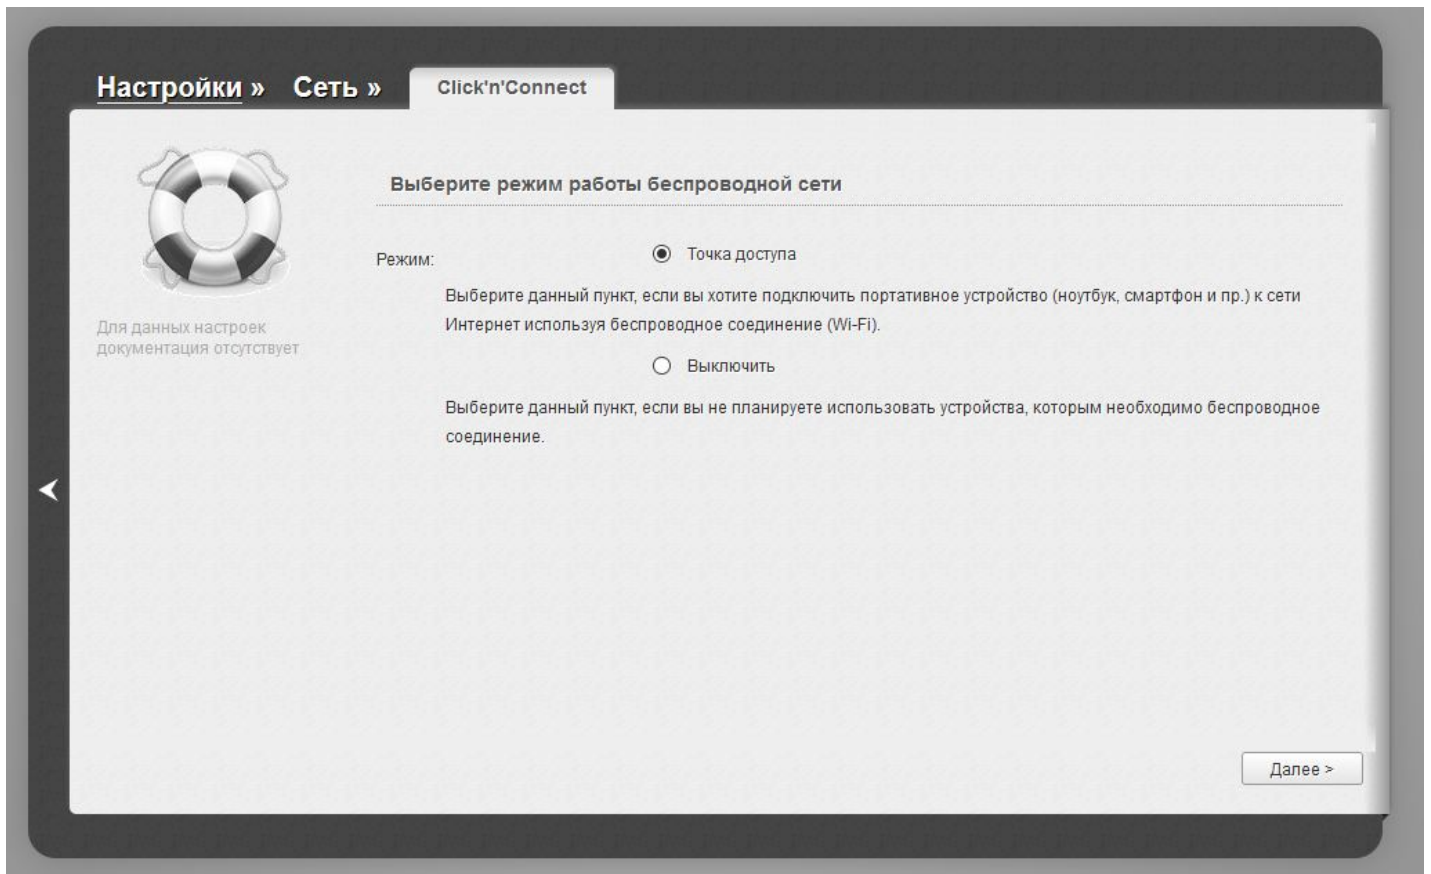 Настройки » Сеть » Click'n'Connect
Выберите режим работы беспроводной сети
Режим:
Точка доступа
Выберите данный пункт, если вы хотите подключить портативное устройство (ноутбук, смартфон и пр.) к сети
Интернет используя беспроводное соединение (Wi-Fi).
Для данных настроек
документация отсутствует
Выключить
Выберите данный пункт, если вы не планируете использовать устройства, которым необходимо беспроводное
соединение.
Далее >